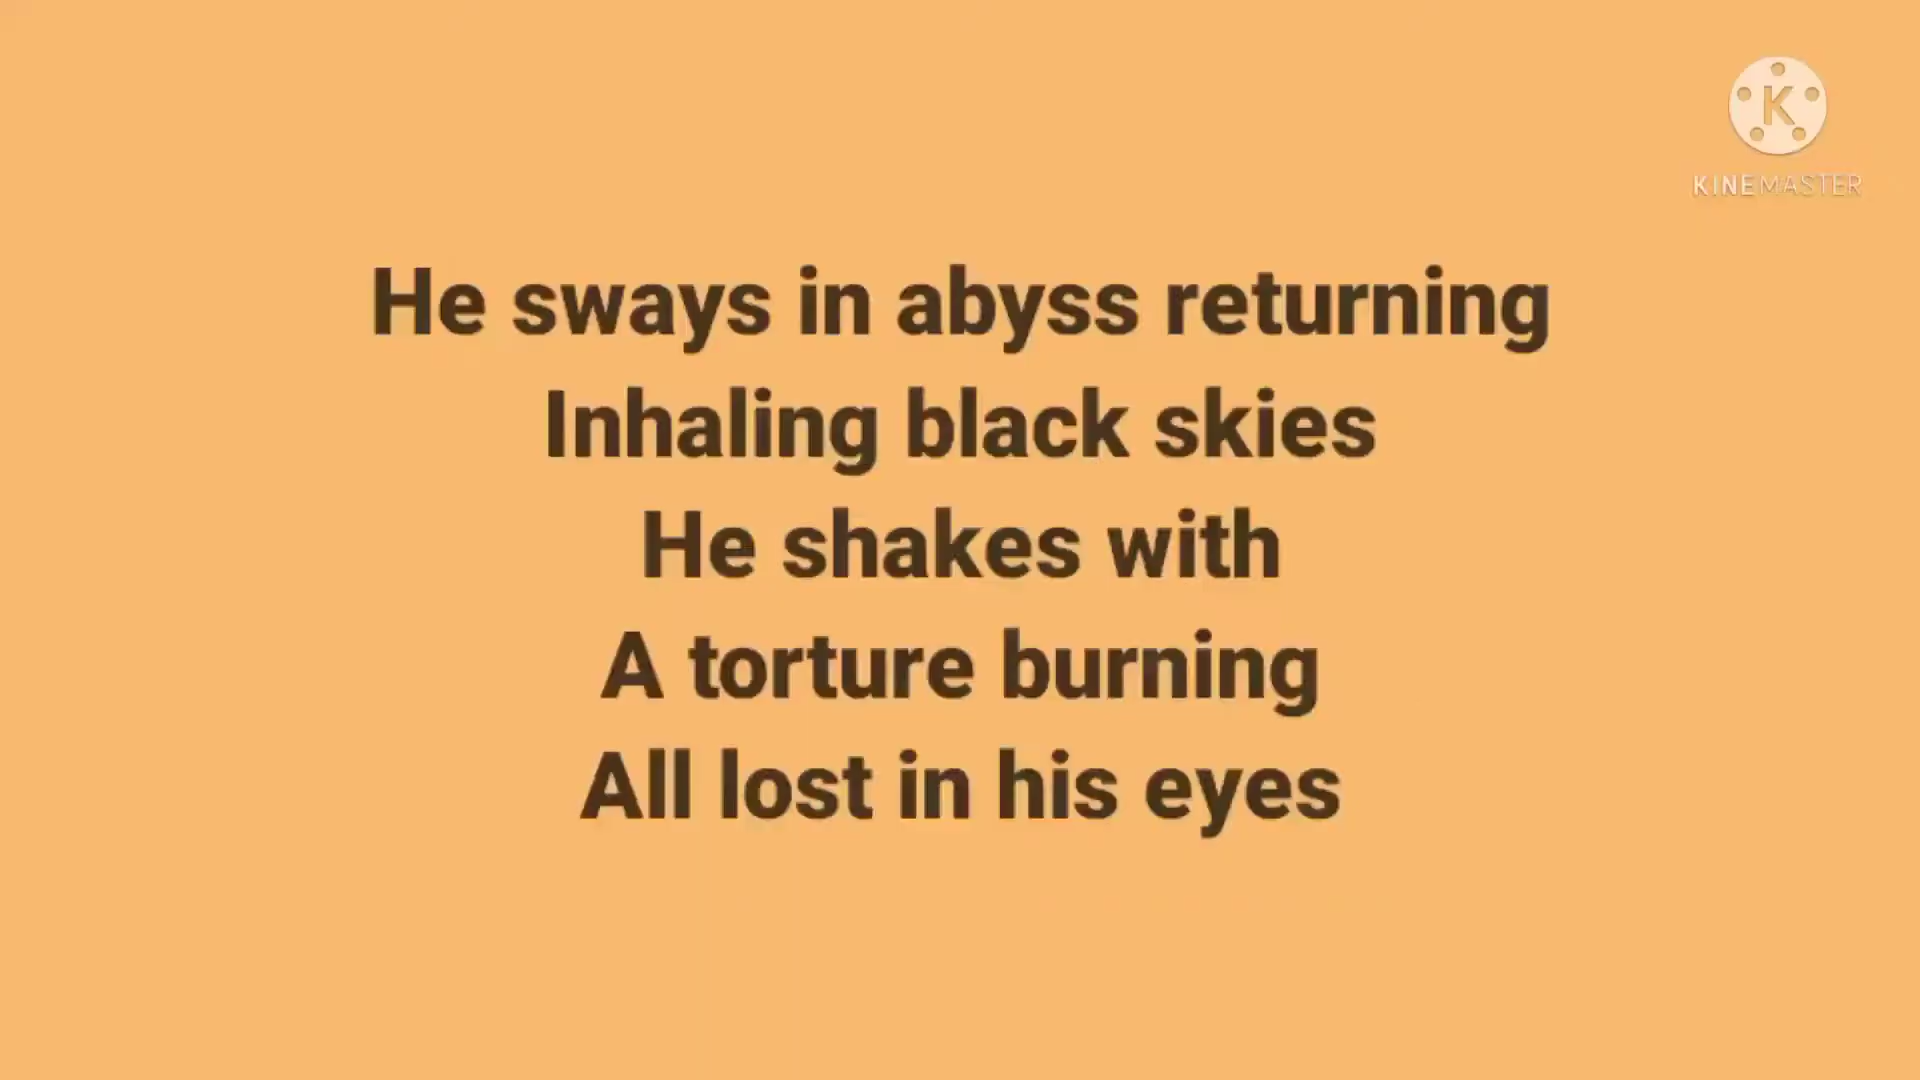 K
KINEMASTER
He sways in abyss returning
Inhaling black skies
He shakes with
A torture burning
All lost in his eyes